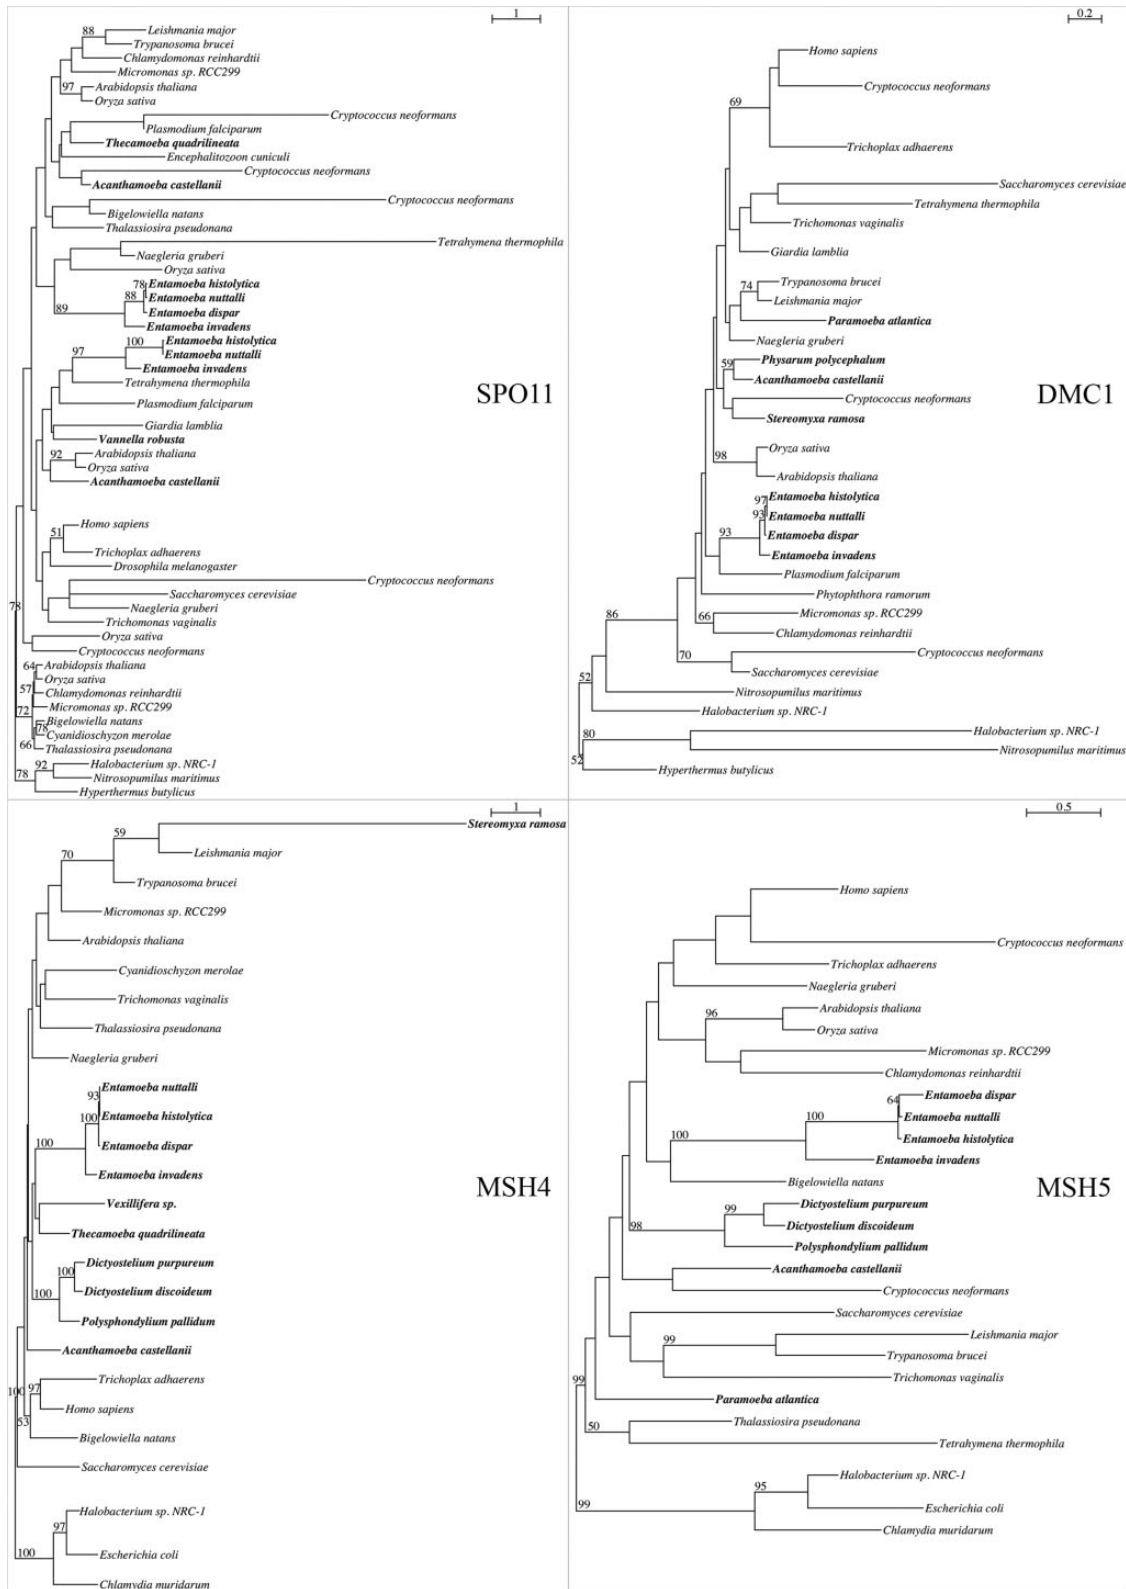 1
88
Leishmania major
Trypanosoma brucei
Chlamydomonas reinhardtii
Micromonas sp. RCC299
97
Arabidopsis thaliana
Oryza sativa
Cryptococcus neoformans
Plasmodium falciparum
Thecamoeba quadrilineata
Encephalitozoon cuniculi
Cryptococcus neoformans
Acanthamoeba castellanii
Cryptococcus neoformans
Bigelowiella natans
Thalassiosira pseudonana
Tetrahymena thermophila
Naegleria gruberi
Oryza sativa
78
Entamoeba histolytica
88
Entamoeba nuttalli
89
Entamoeba dispar
Entamoeba invadens
100
Entamoeba histolytica
97
Entamoeba nuttalli
Entamoeba invadens
Tetrahymena thermophila
SPO11
Plasmodium falciparum
Giardia lamblia
Vannella robusta
92
Arabidopsis thaliana
Oryza sativa
Acanthamoeba castellanii
Homo sapiens
51
Trichoplax adhaerens
Drosophila melanogaster
Cryptococcus neoformans
Saccharomyces cerevisiae
78
Naegleria gruberi
Trichomonas vaginalis
Oryza sativa
Cryptococcus neoformans
64
Arabidopsis thaliana
Oryza sativa
57
Chlamydomonas reinhardtii
Micromonas sp. RCC299
72
Bigelowiella natans
78
Cyanidioschyzon merolae
66
Thalassiosira pseudonana
92
Halobacterium sp. NRC-1
78
Nitrosopumilus maritimus
Hyperthermus butylicus
0.2
Homo sapiens
Cryptococcus neoformans
69
Trichoplax adhaerens
Saccharomyces cerevisiae
Tetrahymena thermophila
Trichomonas vaginalis
Giardia lamblia
Trypanosoma brucei
74
Leishmania major
Paramoeba atlantica
Naegleria gruberi
Physarum polycephalum
59
Acanthamoeba castellanii
DMC1
Cryptococcus neoformans
Stereomyxa ramosa
Oryza sativa
98
Arabidopsis thaliana
Entamoeba histolytica
97
Entamoeba nuttalli
93
Entamoeba dispar
93
Entamoeba invadens
Plasmodium falciparum
Phytophthora ramorum
Micromonas sp. RCC299
86
66
Chlamydomonas reinhardtii
Cryptococcus neoformans
70
Saccharomyces cerevisiae
52
Nitrosopumilus maritimus
Halobacterium sp. NRC-1
Halobacterium sp. NRC-1
80
Nitrosopumilus maritimus
52
Hyperthermus butylicus
1
Stereomyxa ramosa
59
Leishmania major
70
Trypanosoma brucei
Micromonas sp. RCC299
Arabidopsis thaliana
Cyanidioschyzon merolae
Trichomonas vaginalis
Thalassiosira pseudonana
Naegleria gruberi
Entamoeba nuttalli
93
Entamoeba histolytica
100
100
Entamoeba dispar
Entamoeba invadens
MSH4
Vexillifera sp.
Thecamoeba quadrilineata
Dictyostelium purpureum
100
Dictyostelium discoideum
100
Polysphondylium pallidum
Acanthamoeba castellanii
Trichoplax adhaerens
100
97
Homo sapiens
53
Bigelowiella natans
Saccharomyces cerevisiae
Halobacterium sp. NRC-1
97
Escherichia coli
100
Chlamydia muridarum
0.5
Homo sapiens
Cryptococcus neoformans
Trichoplax adhaerens
Naegleria gruberi
Arabidopsis thaliana
96
Oryza sativa
Micromonas sp. RCC299
Chlamydomonas reinhardtii
Entamoeba dispar
64
Entamoeba nuttalli
100
Entamoeba histolytica
100
Entamoeba invadens
Bigelowiella natans
MSH5
Dictyostelium purpureum
99
Dictyostelium discoideum
98
Polysphondylium pallidum
Acanthamoeba castellanii
Cryptococcus neoformans
Saccharomyces cerevisiae
Leishmania major
99
Trypanosoma brucei
Trichomonas vaginalis
99
Paramoeba atlantica
Thalassiosira pseudonana
50
Tetrahymena thermophila
Halobacterium sp. NRC-1
95
Escherichia coli
99
Chlamydia muridarum